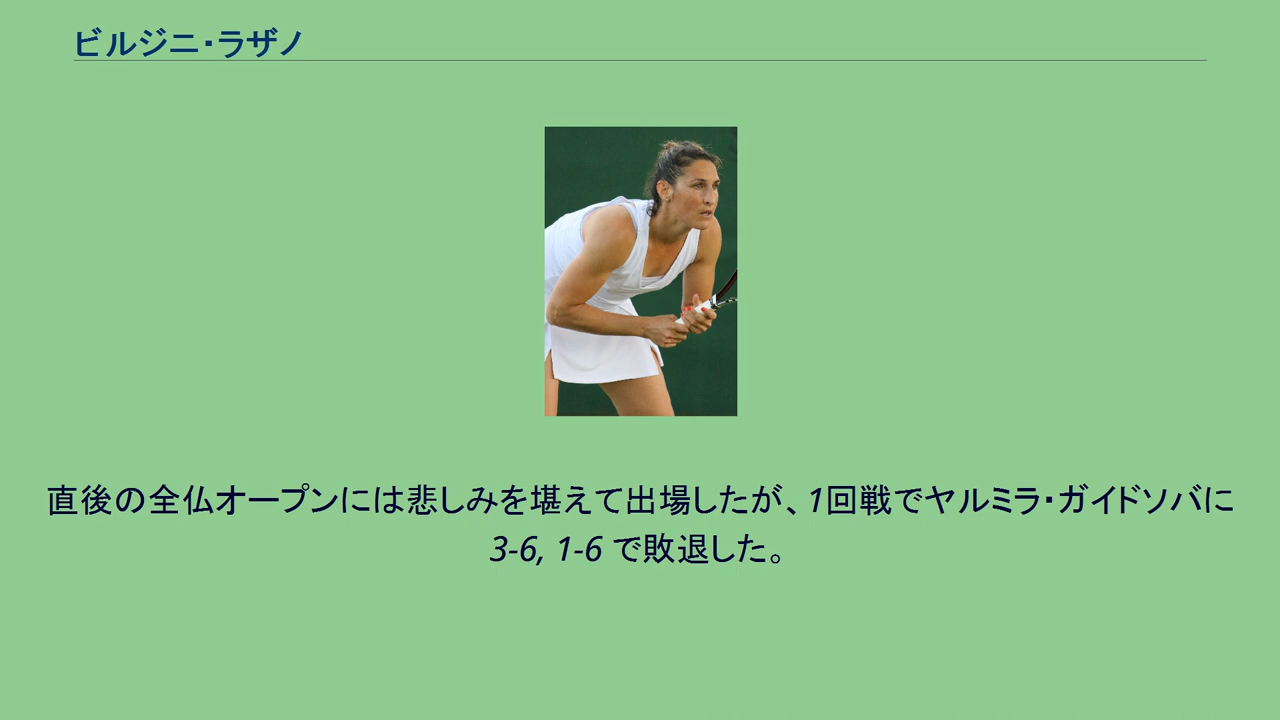 ビルジニ・ラザノ
直後の全仏オープンには悲しみを堪えて出場したが、1回戦でヤルミラ・ガイドソバに
3-6, 1-6 で敗退した。